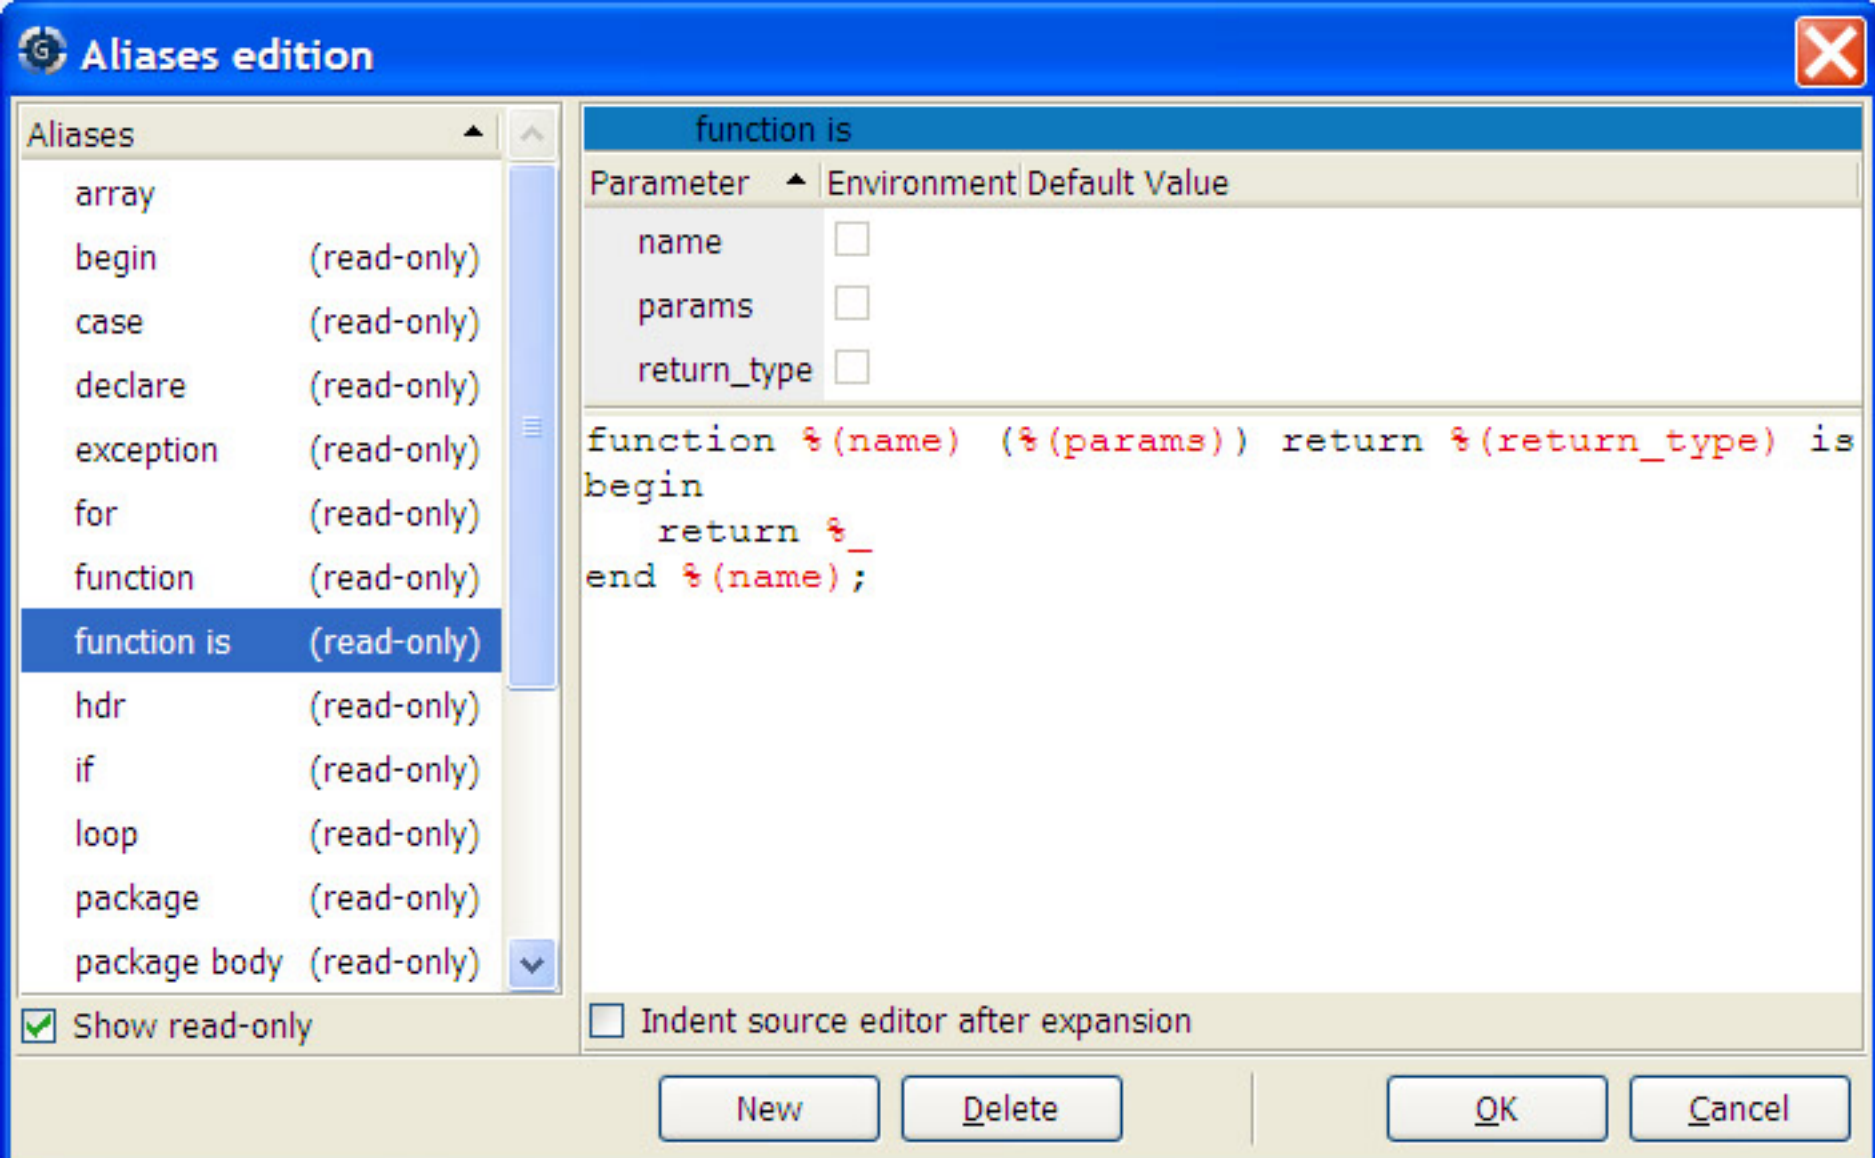 Aliases edition
Aliases
array
begin (read-only)
case (read-only)
declare (read-only)
exception (read-only)
for (read-only)
function (read-only)
function is (read-only)
hdr (read-only)
if (read-only)
loop (read-only)
package (read-only)
package body (read-only)
Show read-only
function is
Parameter Environment Default Value
name
params
return_type
function %(name) (%(params)) return %(return_type) is
begin
   return %_
end %(name);
Indent source editor after expansion
New Delete OK Cancel